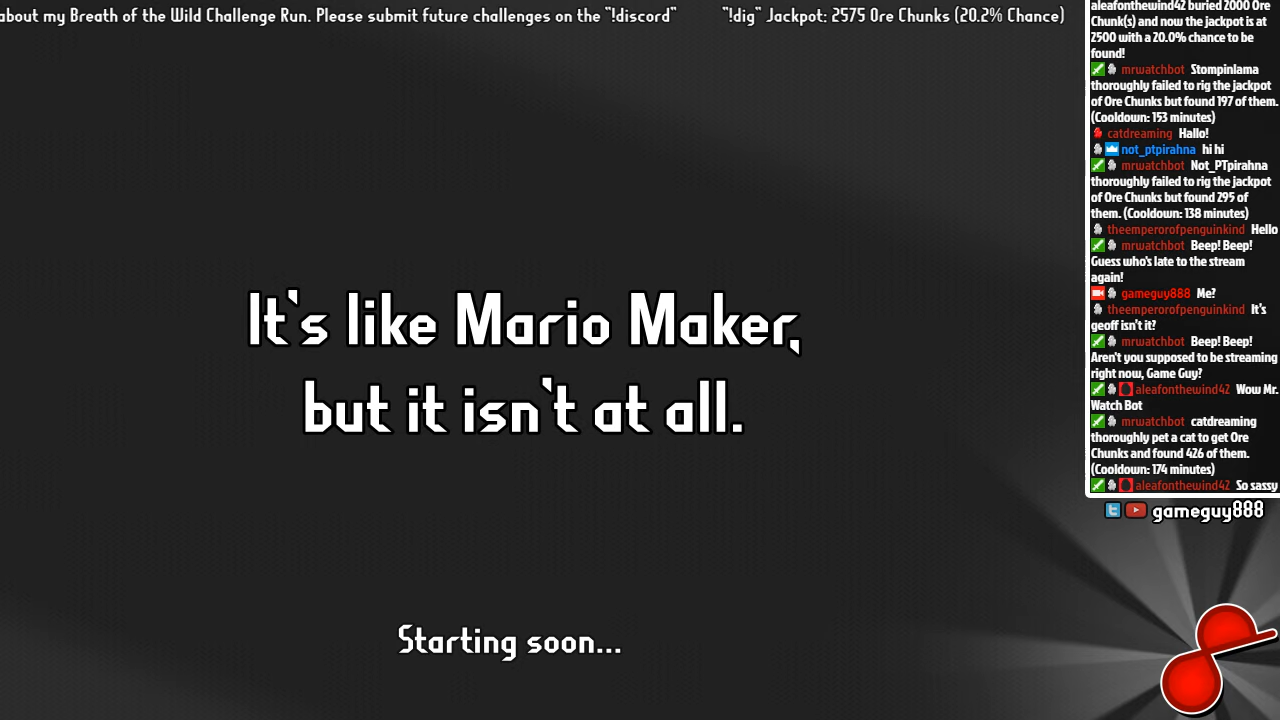 about my Breath of the Wild Challenge Run. Please submit future challenges on the "!discord"
"!dig" Jackpot: 2575 Ore Chunks (20.2% Chance)
It's like Mario Maker,
but it isn't at all.
Starting soon...
aleafonthewind42 buried 2000 Ore
Chunk(s) and now the jackpot is at
2500 with a 20.0% chance to be
found!
mrwatchbot Stompinlama
thoroughly failed to rig the jackpot
of Ore Chunks but found 197 of them.
(Cooldown: 153 minutes)
catdreaming Hallo!
not_ptpirahna hi hi
mrwatchbot Not_PTpirahna
thoroughly failed to rig the jackpot
of Ore Chunks but found 295 of
them. (Cooldown: 138 minutes)
theemperorofpenguinkind Hello
mrwatchbot Beep! Beep!
Guess who's late to the stream
again!
gameguy888 Me?
theemperorofpenguinkind It's
geoff isn't it?
mrwatchbot Beep! Beep!
Aren't you supposed to be streaming
right now, Game Guy?
aleafonthewind42 Wow Mr.
Watch Bot
mrwatchbot catdreaming
thoroughly pet a cat to get Ore
Chunks and found 426 of them.
(Cooldown: 174 minutes)
aleafonthewind42 So sassy
gameguy888